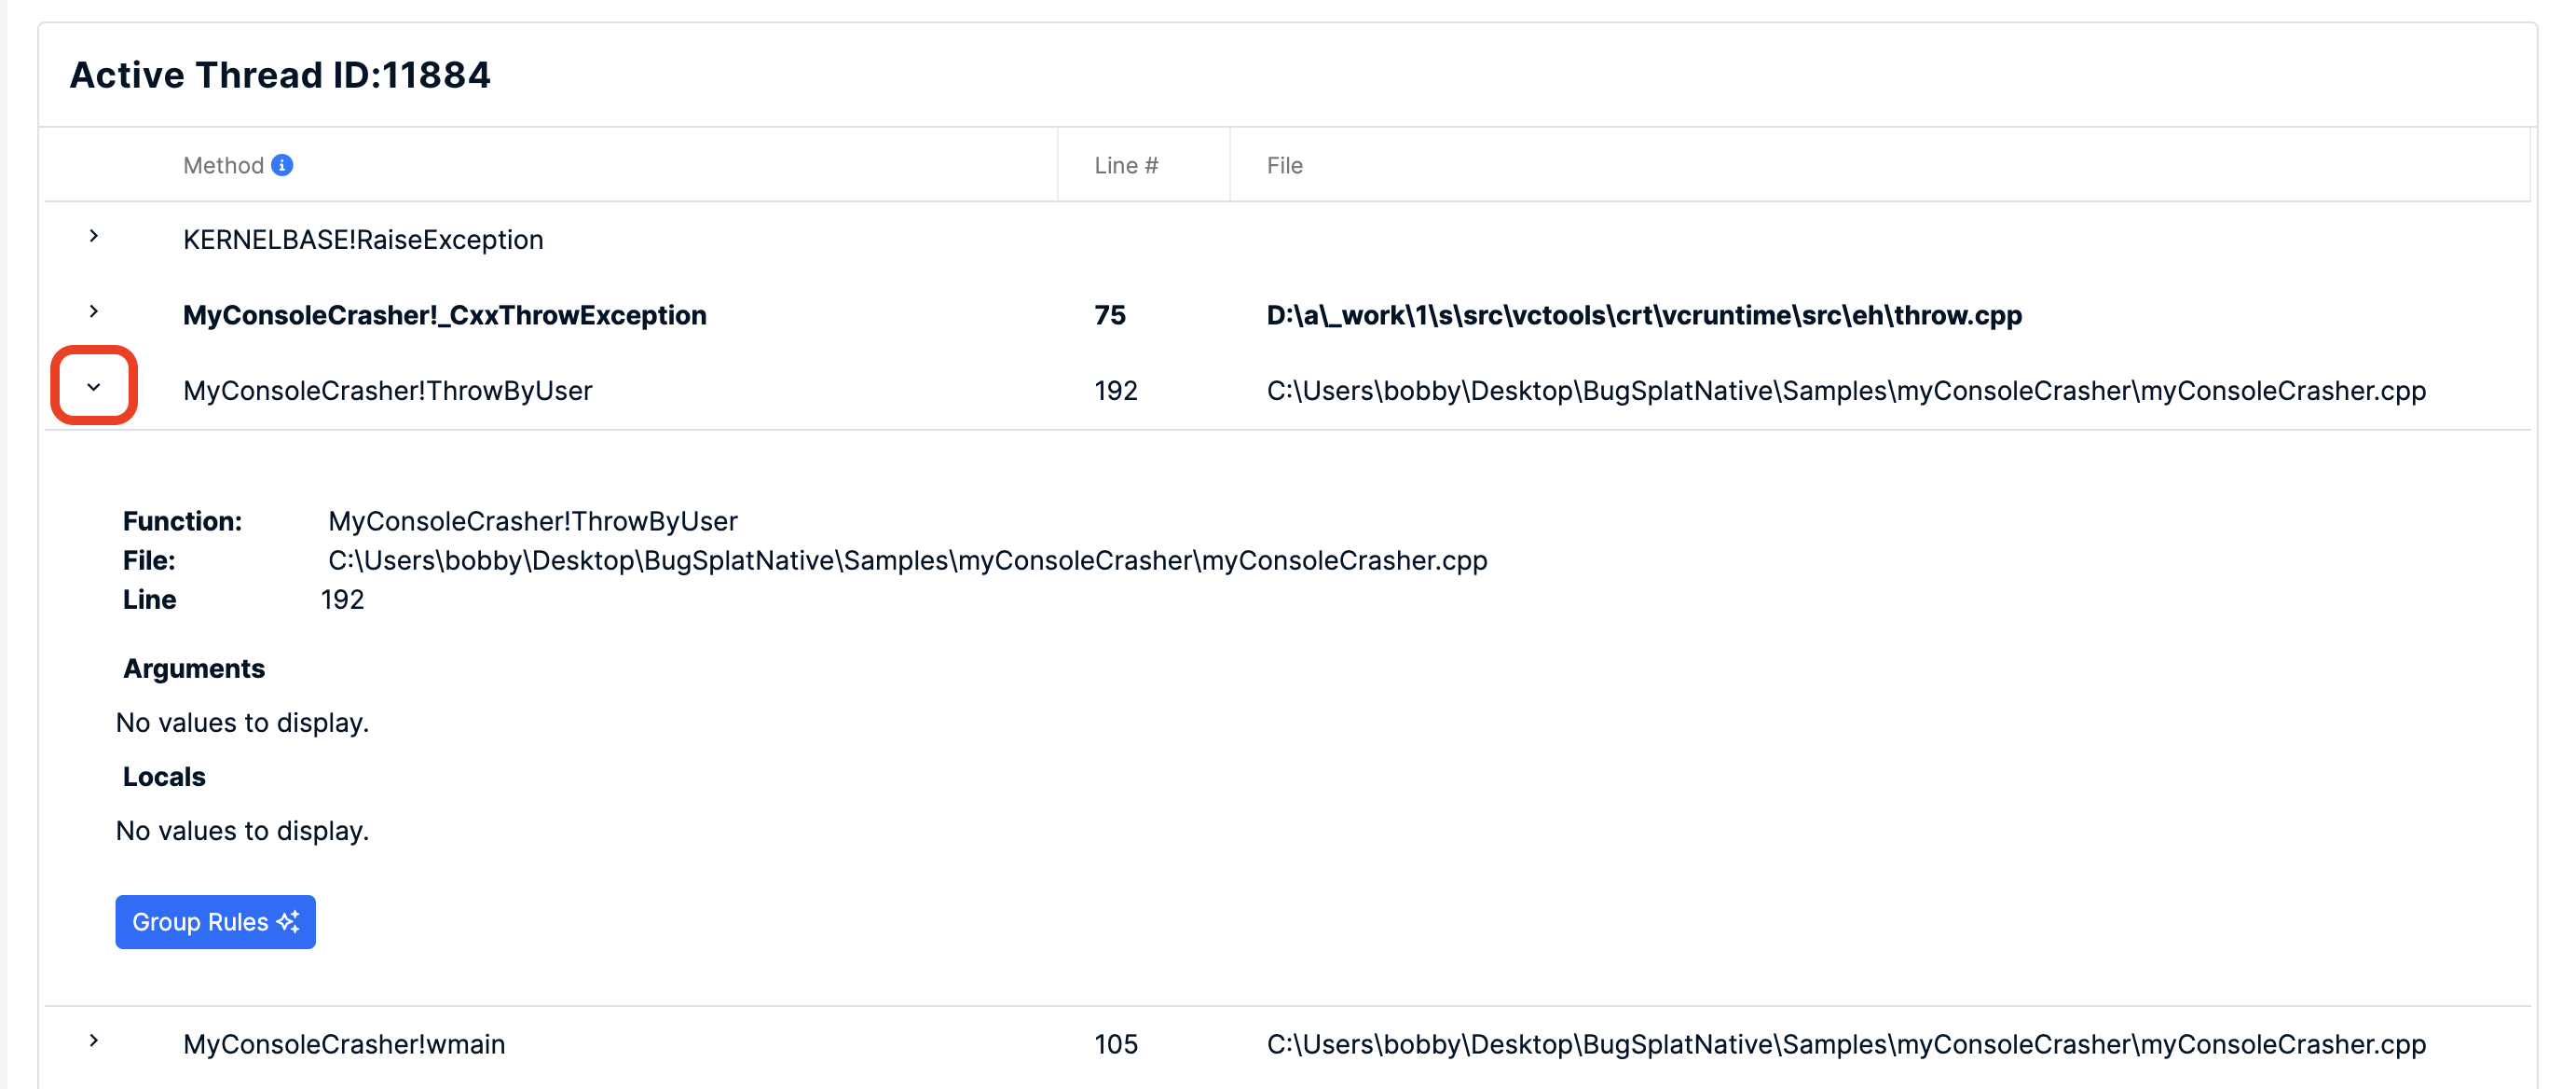 Active Thread ID:11884
Method Line # File
KERNELBASE!RaiseException
MyConsoleCrasher!_CxxThrowException 75 D:\a\_work\1\s\src\vctools\crt\vcruntime\src\eh\throw.cpp
MyConsoleCrasher!ThrowByUser 192 C:\Users\bobby\Desktop\BugSplatNative\Samples\myConsoleCrasher\myConsoleCrasher.cpp
Function: MyConsoleCrasher!ThrowByUser
File: C:\Users\bobby\Desktop\BugSplatNative\Samples\myConsoleCrasher\myConsoleCrasher.cpp
Line 192
Arguments
No values to display.
Locals
No values to display.
Group Rules
MyConsoleCrasher!wmain 105 C:\Users\bobby\Desktop\BugSplatNative\Samples\myConsoleCrasher\myConsoleCrasher.cpp